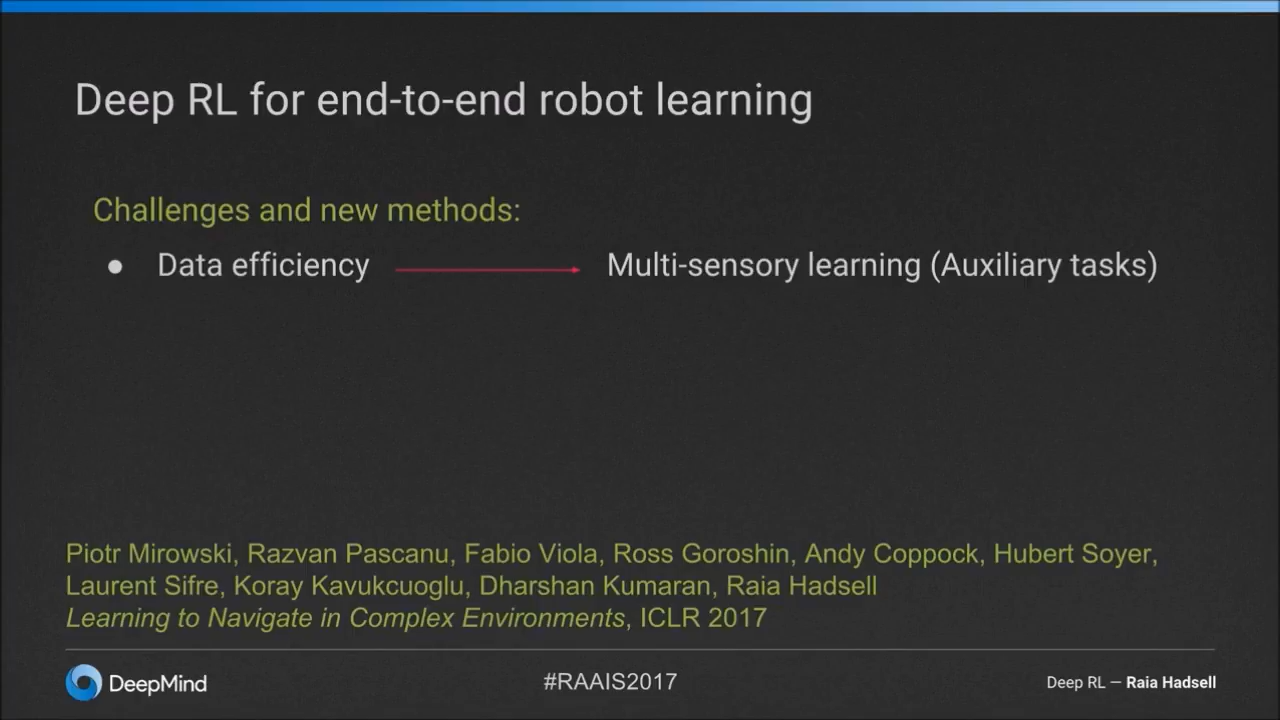 Deep RL for end-to-end robot learning
Challenges and new methods:
● Data efficiency Multi-sensory learning (Auxiliary tasks)
Piotr Mirowski, Razvan Pascanu, Fabio Viola, Ross Goroshin, Andy Coppock, Hubert Soyer,
Laurent Sifre, Koray Kavukcuoglu, Dharshan Kumaran, Raia Hadsell
Learning to Navigate in Complex Environments, ICLR 2017
DeepMind #RAAIS2017 Deep RL — Raia Hadsell